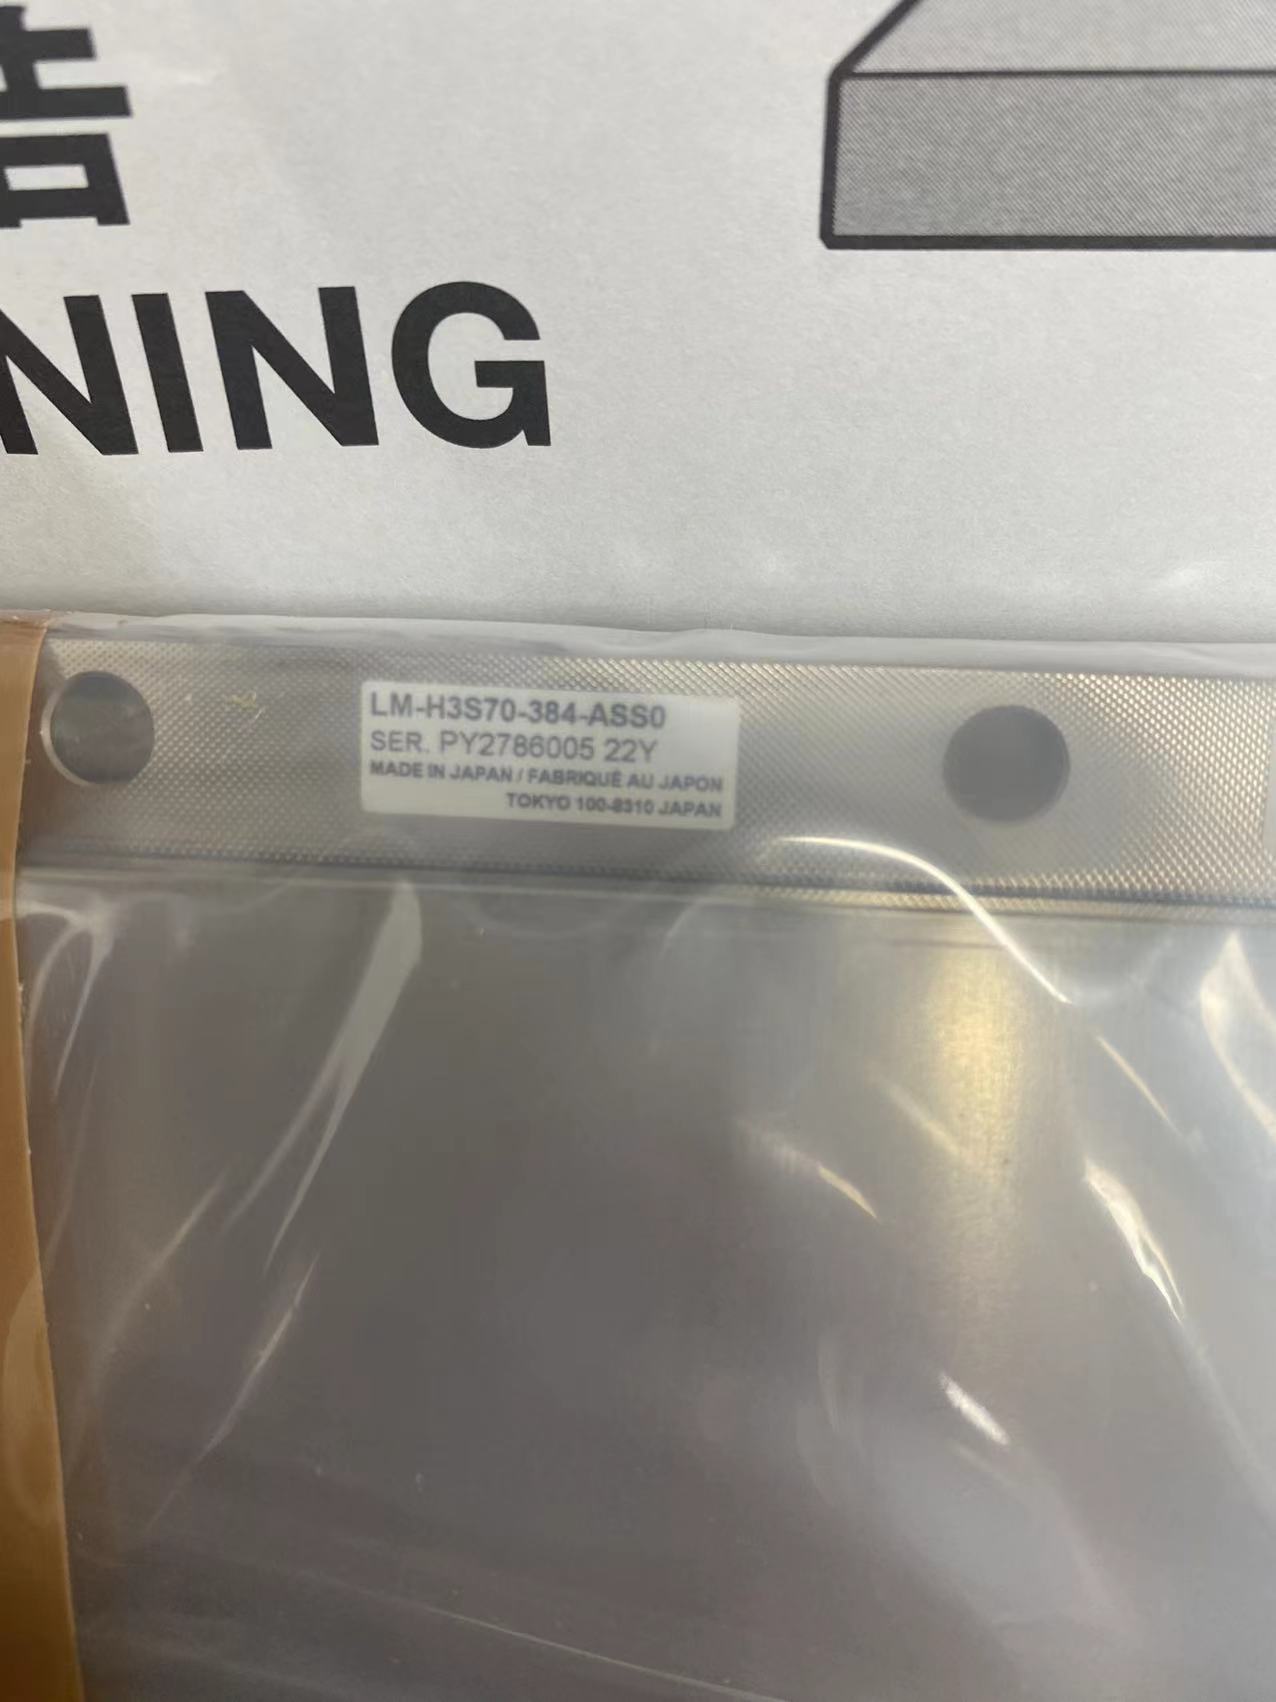 告
NING
LM-H3S70-384-ASS0
SER. PY2786005 22Y
MADE IN JAPAN / FABRIQUÉ AU JAPON
TOKYO 100-8310 JAPAN